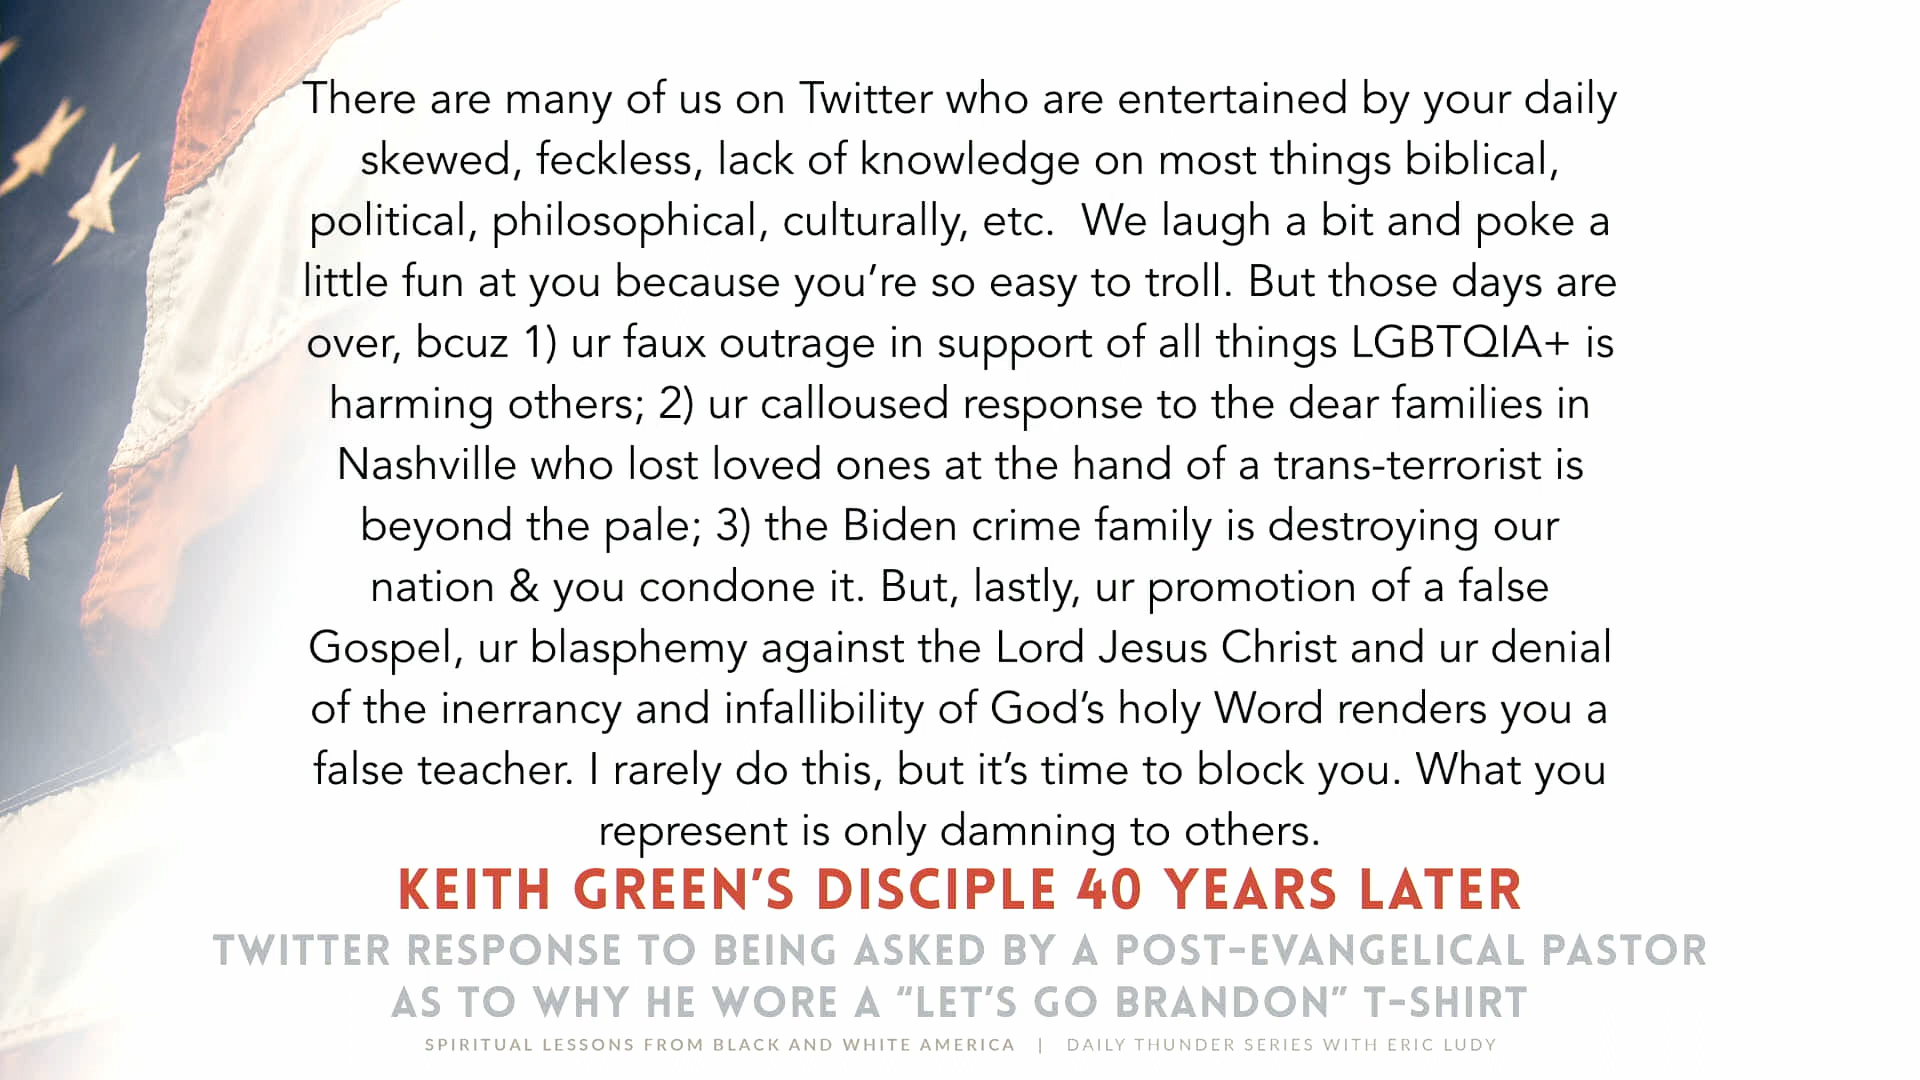 There are many of us on Twitter who are entertained by your daily
skewed, feckless, lack of knowledge on most things biblical,
political, philosophical, culturally, etc.  We laugh a bit and poke a
little fun at you because you’re so easy to troll. But those days are
over, bcuz 1) ur faux outrage in support of all things LGBTQIA+ is
harming others; 2) ur calloused response to the dear families in
Nashville who lost loved ones at the hand of a trans-terrorist is
beyond the pale; 3) the Biden crime family is destroying our
nation & you condone it. But, lastly, ur promotion of a false
Gospel, ur blasphemy against the Lord Jesus Christ and ur denial
of the inerrancy and infallibility of God’s holy Word renders you a
false teacher. I rarely do this, but it’s time to block you. What you
represent is only damning to others.
KEITH GREEN’S DISCIPLE 40 YEARS LATER
TWITTER RESPONSE TO BEING ASKED BY A POST-EVANGELICAL PASTOR
AS TO WHY HE WORE A “LET’S GO BRANDON” T-SHIRT
SPIRITUAL LESSONS FROM BLACK AND WHITE AMERICA | DAILY THUNDER SERIES WITH ERIC LUDY